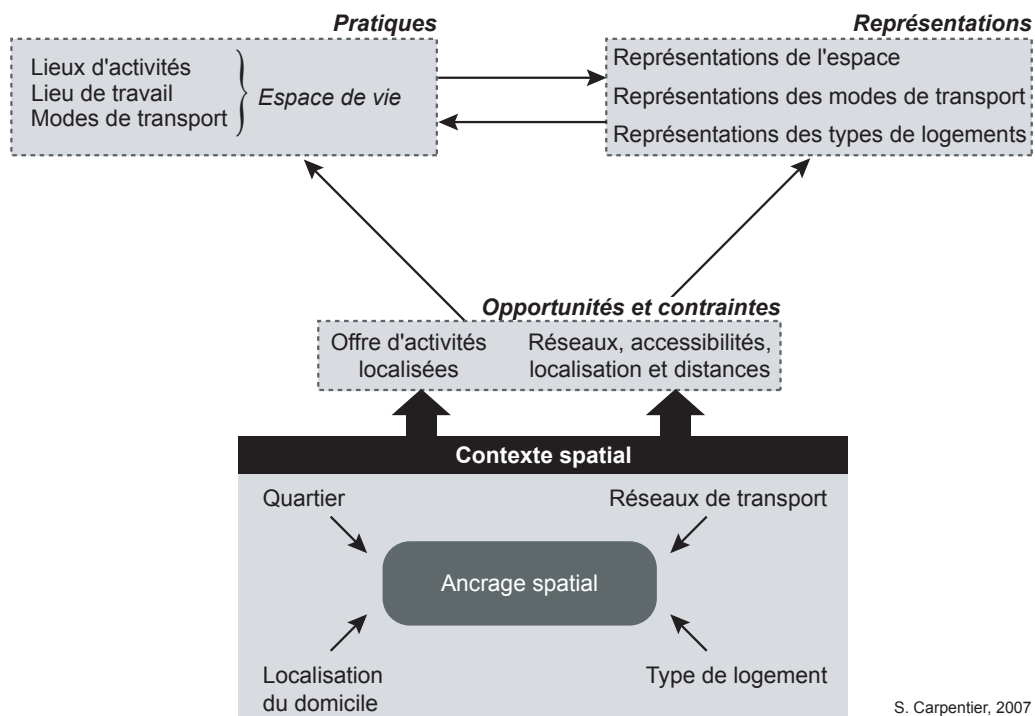 Pratiques
Lieux d'activités
Lieu de travail
Modes de transport
Espace de vie
Représentations
Représentations de l'espace
Représentations des modes de transport
Représentations des types de logements
Opportunités et contraintes
Offre d'activités
localisées
Réseaux, accessibilités,
localisation et distances
Contexte spatial
Quartier
Réseaux de transport
Ancrage spatial
Localisation
du domicile
Type de logement
S. Carpentier, 2007